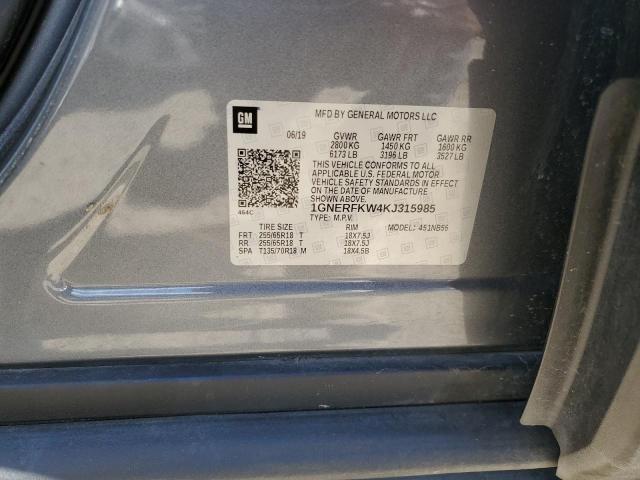 GM
MFD BY GENERAL MOTORS LLC
06/19 GVWR GAWR FRT GAWR RR
2800 KG 1450 KG 1600 KG
6173 LB 3196 LB 3527 LB
THIS VEHICLE CONFORMS TO ALL
APPLICABLE U.S. FEDERAL MOTOR
VEHICLE SAFETY STANDARDS IN EFFECT
ON THE DATE OF MANUFACTURE
SHOWN ABOVE.
1GNERFKW4KJ315985
464C
TYPE: M.P.V. MODEL: 451NB56
TIRE SIZE RIM
FRT 255/65R18 T 18X7.5J
RR 255/65R18 T 18X7.5J
SPA T135/70R18 M 18X4.5B